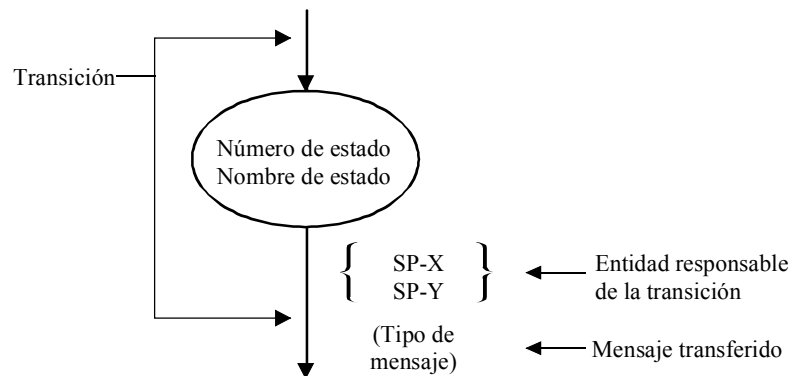 Transición
Número de estado
Nombre de estado
{ SP-X }
SP-Y
Entidad responsable
de la transición
(Tipo de
mensaje)
Mensaje transferido